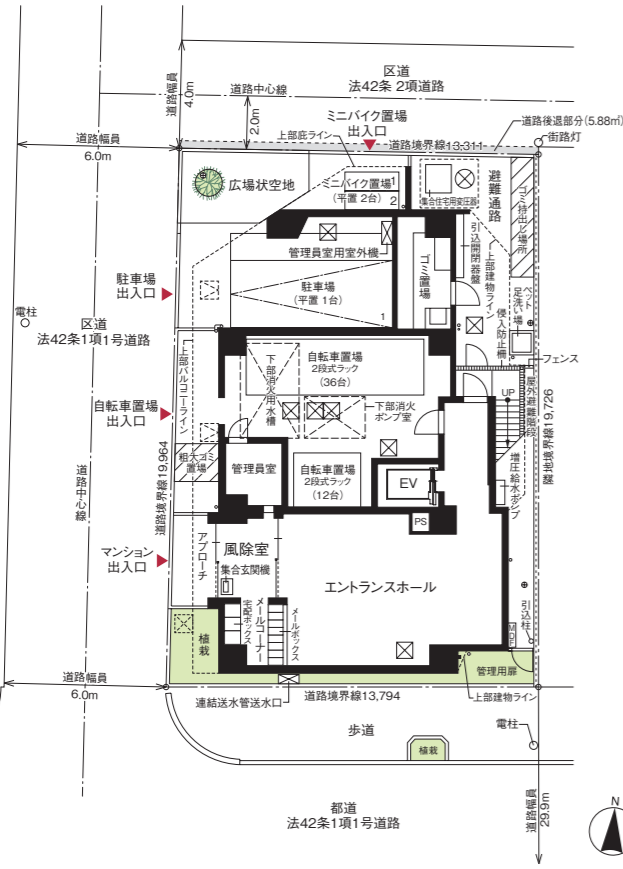 区道
法42条 2項道路
道路幅員
4.0m
道路中心線
2.0m
ミニバイク置場
出入口
道路後退部分(5.88㎡)
街路灯
道路境界線13,311
上部庇ライン
道路幅員
6.0m
広場状空地
ミニバイク置場
(平置 2台)
1
2
集合住宅用変圧器
避難通路
ゴミ持出し場所
引込開閉器盤
上部建物ライン
管理員室用室外機
ゴミ置場
駐車場
出入口
駐車場
(平置 1台)
1
ペット
足洗い場
侵入防止柵
電柱
区道
法42条1項1号道路
フェンス
上部バルコニーライン
下部消火用水槽
自転車置場
2段式ラック
(36台)
UP
屋外避難階段
隣地境界線19,726
自転車置場
出入口
下部消火
ポンプ室
粗大ゴミ
置場
管理員室
自転車置場
2段式ラック
(12台)
EV
増圧給水ポンプ
道路境界線19,964
道路中心線
PS
マンション
出入口
アプローチ
風除室
集合玄関機
エントランスホール
宅配ボックス
メールコーナー
メールボックス
引込柱
MDF
植栽
管理用扉
道路幅員
6.0m
連結送水管送水口
道路境界線13,794
上部建物ライン
歩道
電柱
植栽
都道
法42条1項1号道路
道路幅員
29.9m
N